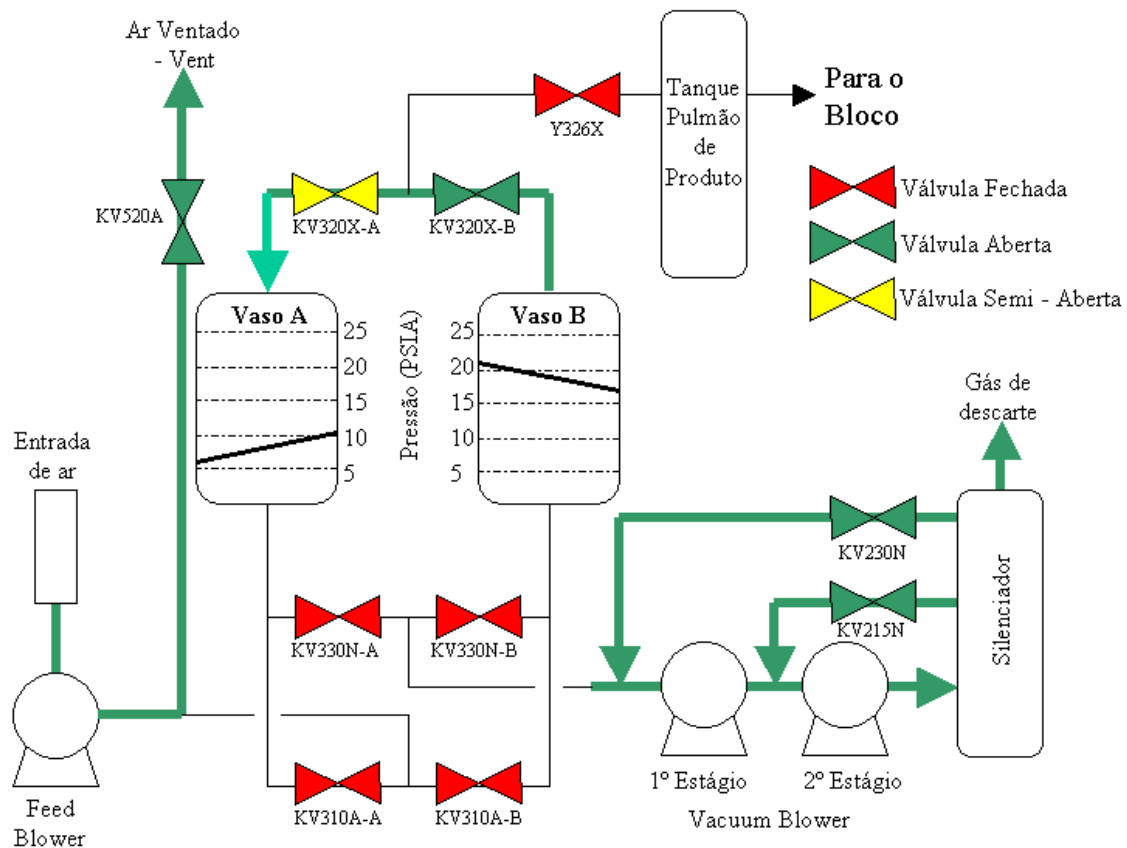 Ar Ventado
- Vent
KV520A
Y326X
Tanque
Pulmão
de
Produto
Para o
Bloco
Válvula Fechada
Válvula Aberta
Válvula Semi - Aberta
KV320X-A
KV320X-B
Vaso A
25
20
15
10
5
Pressão (PSIA)
Vaso B
25
20
15
10
5
Entrada
de ar
Gás de
descarte
KV230N
KV215N
Silenciador
KV330N-A
KV330N-B
KV310A-A
KV310A-B
Feed
Blower
1º Estágio
2º Estágio
Vacuum Blower